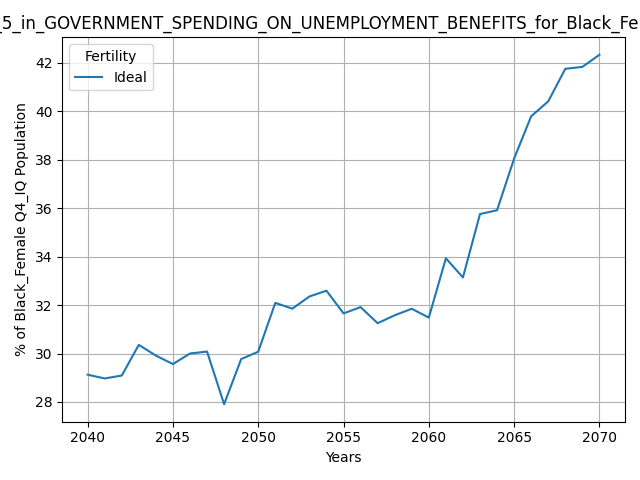 _5_in_GOVERNMENT_SPENDING_ON_UNEMPLOYMENT_BENEFITS_for_Black_Fe
Fertility
Ideal
% of Black_Female Q4_IQ Population
42
40
38
36
34
32
30
28
2040 2045 2050 2055 2060 2065 2070
Years